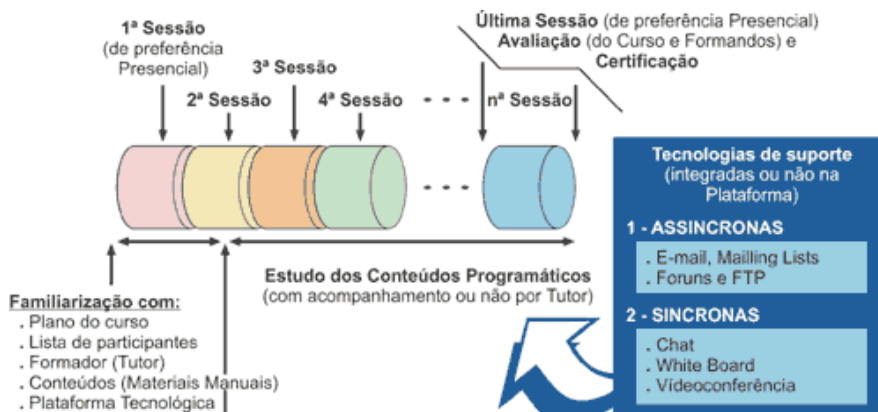 1ª Sessão
(de preferência
Presencial)
2ª Sessão
3ª Sessão
4ª Sessão
nª Sessão
Última Sessão (de preferência Presencial)
Avaliação (do Curso e Formandos) e
Certificação
Familiarização com:
. Plano do curso
. Lista de participantes
. Formador (Tutor)
. Conteúdos (Materiais Manuais)
. Plataforma Tecnológica
Estudo dos Conteúdos Programáticos
(com acompanhamento ou não por Tutor)
Tecnologias de suporte
(integradas ou não na
Plataforma)
1 - ASSINCRONAS
. E-mail, Mailling Lists
. Foruns e FTP
2 - SINCRONAS
. Chat
. White Board
. Vídeoconferência